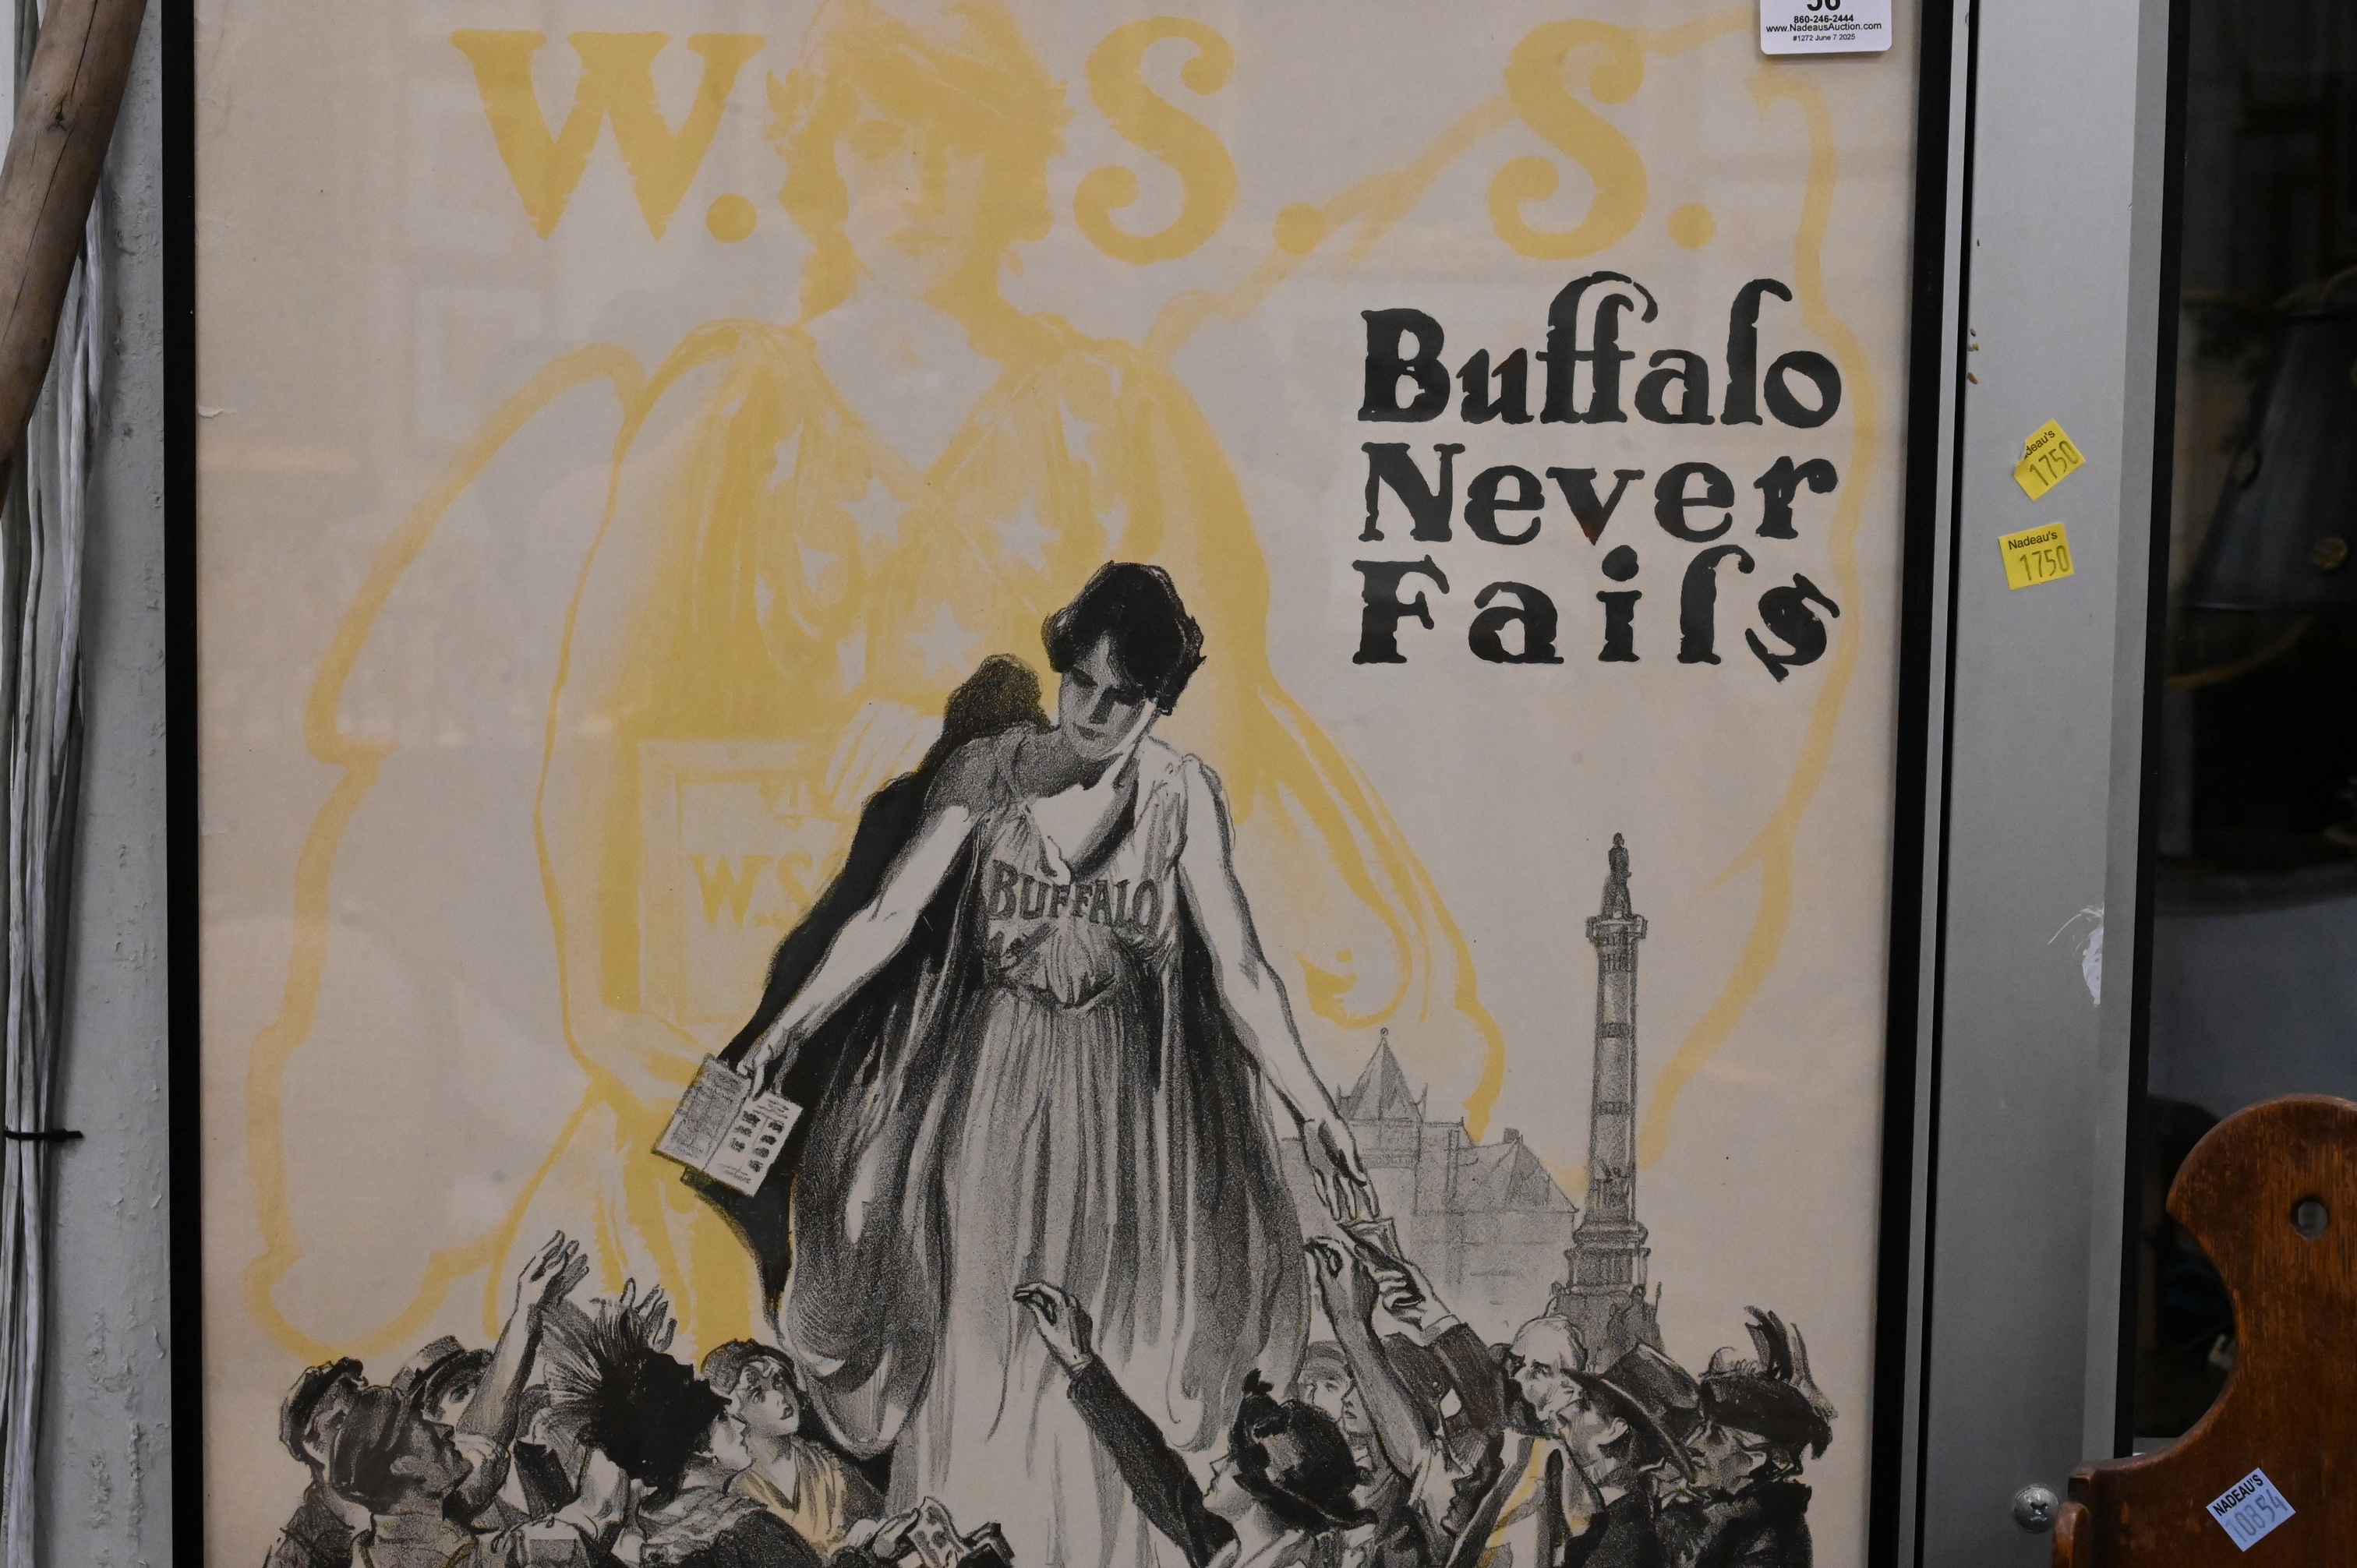 W. S. S.
860-246-2444
www.NadeausAuction.com
#1272 June 7 2025
Buffalo
Never
Fails
Nadeau's
1750
Nadeau's
1750
W.S
BUFFALO
NADEAU'S
10854